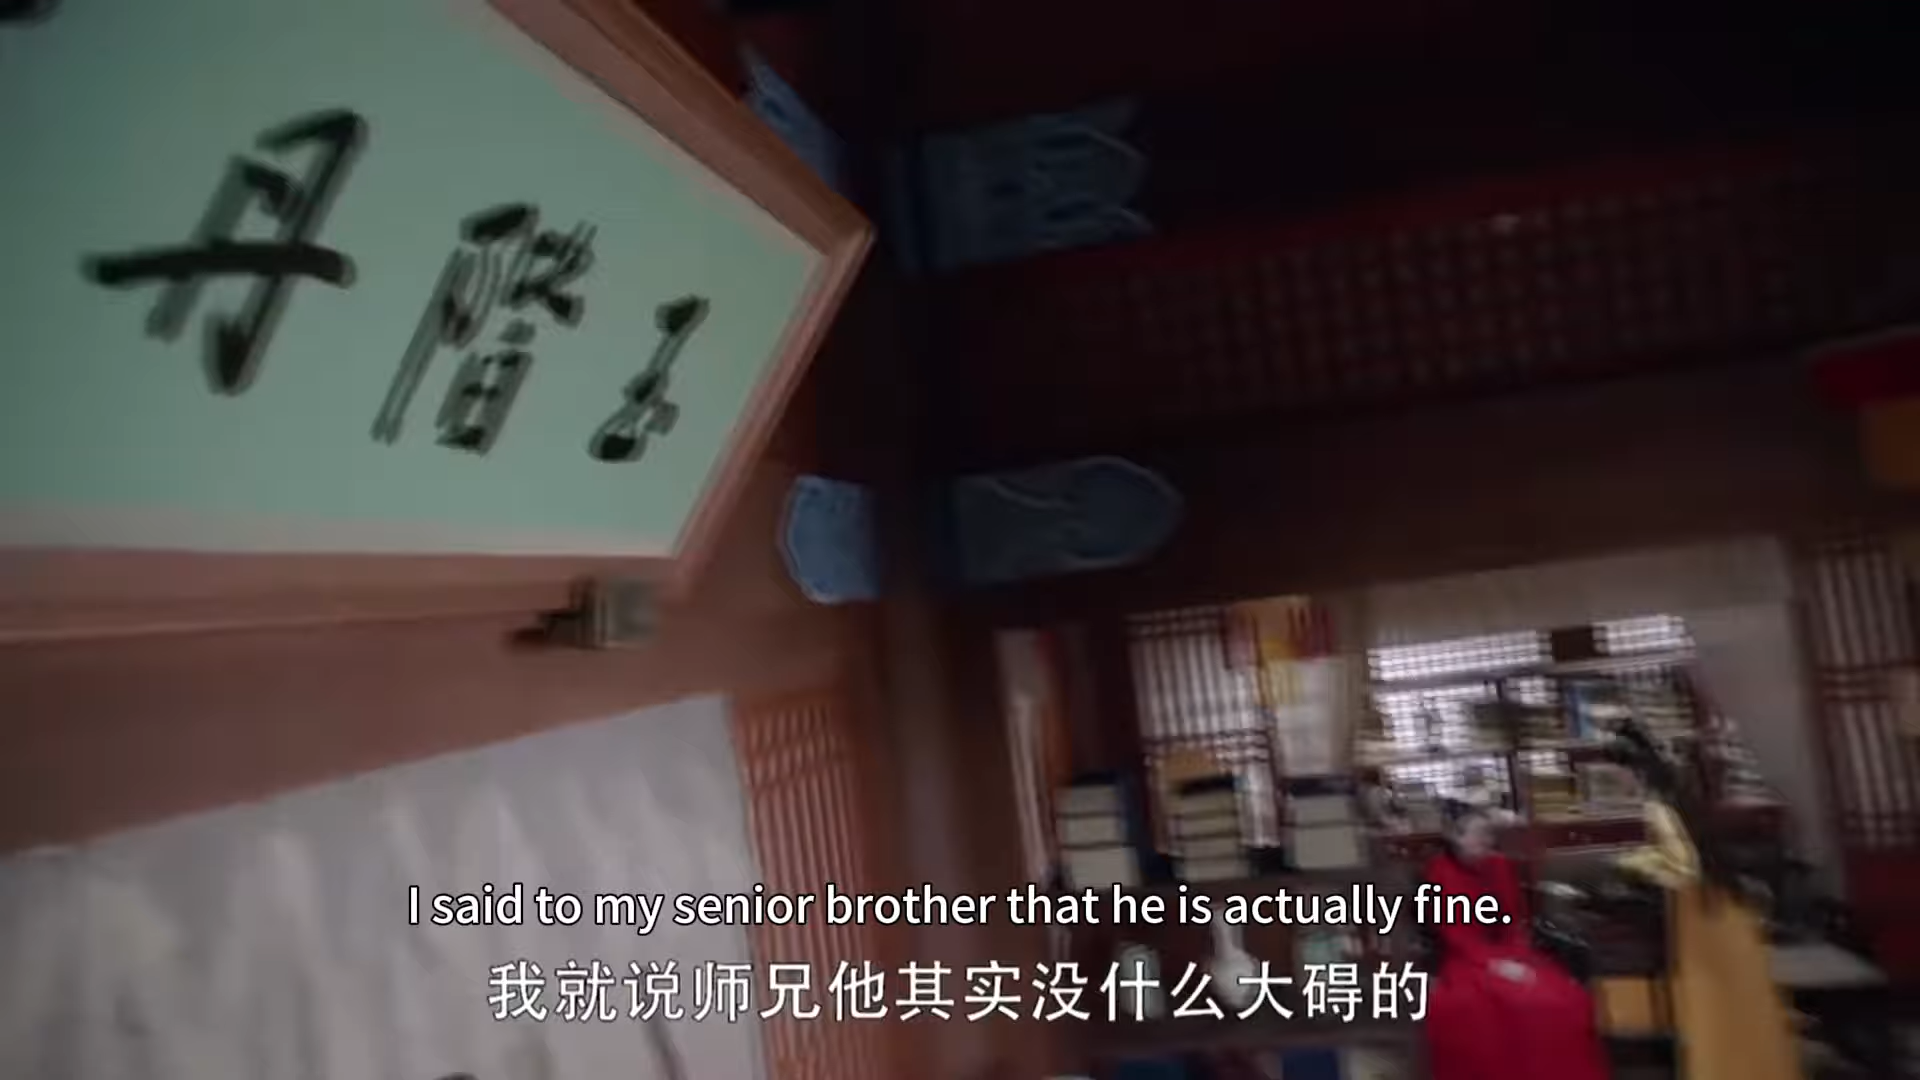 丹
I said to my senior brother that he is actually fine.
我就说师兄他其实没什么大碍的